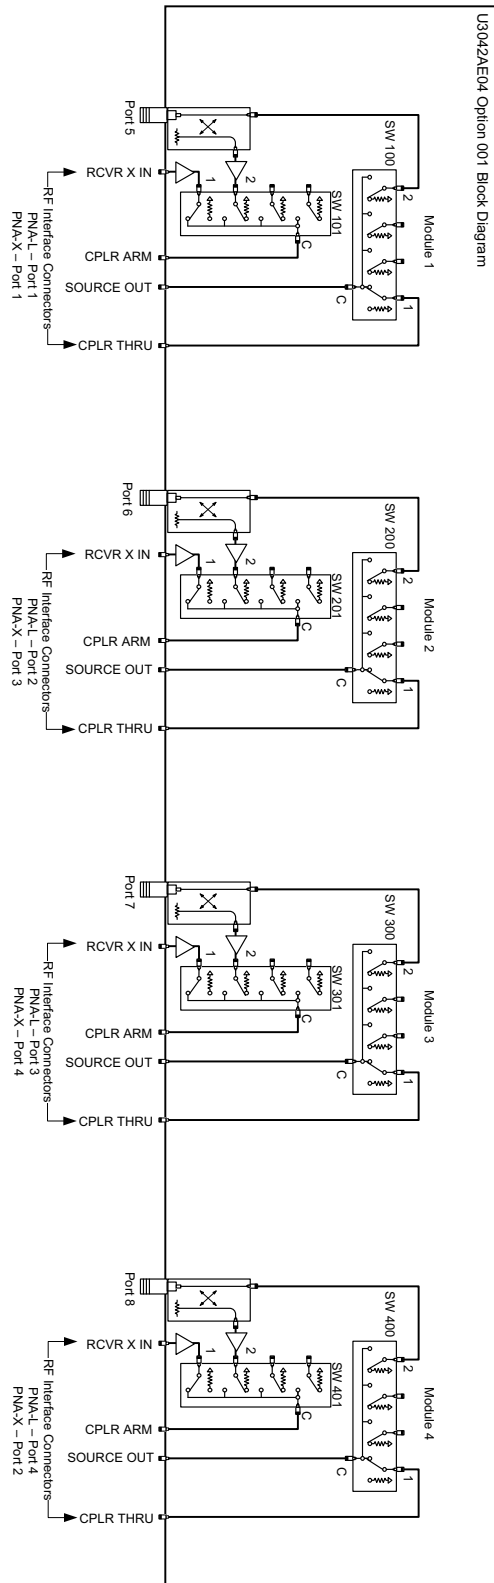 U3042AE04 Option 001 Block Diagram
Module 1
SW 100
2
1
C
SW 101
2
1
C
Port 5
RCVR X IN
CPLR ARM
SOURCE OUT
CPLR THRU
RF Interface Connectors
PNA-L – Port 1
PNA-X – Port 1
Module 2
SW 200
2
1
C
SW 201
2
1
C
Port 6
RCVR X IN
CPLR ARM
SOURCE OUT
CPLR THRU
RF Interface Connectors
PNA-L – Port 2
PNA-X – Port 3
Module 3
SW 300
2
1
C
SW 301
2
1
C
Port 7
RCVR X IN
CPLR ARM
SOURCE OUT
CPLR THRU
RF Interface Connectors
PNA-L – Port 3
PNA-X – Port 4
Module 4
SW 400
2
1
C
SW 401
2
1
C
Port 8
RCVR X IN
CPLR ARM
SOURCE OUT
CPLR THRU
RF Interface Connectors
PNA-L – Port 4
PNA-X – Port 2